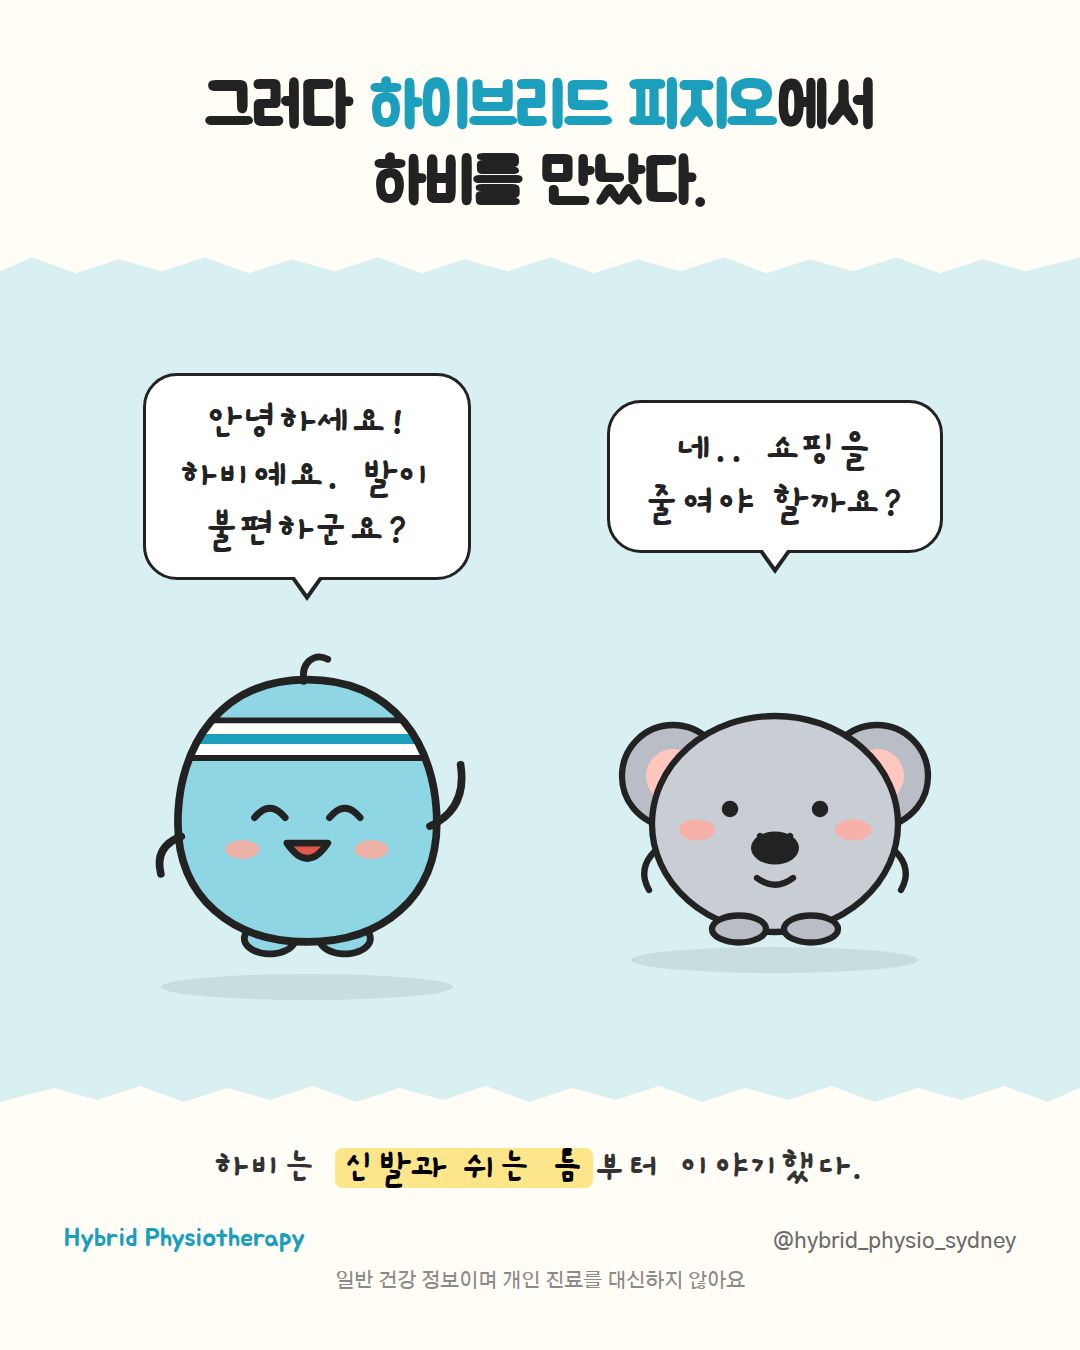 그러다 하이브리드 피지오에서
하비를 만났다.
안녕하세요!
하비예요. 발이
불편하군요?
네.. 쇼핑을
줄여야 할까요?
하비는 신발과 쉬는 틈부터 이야기했다.
Hybrid Physiotherapy
@hybrid_physio_sydney
일반 건강 정보이며 개인 진료를 대신하지 않아요